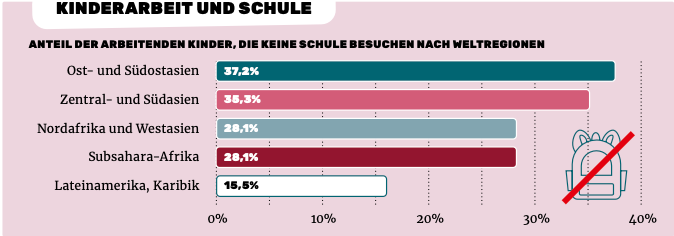 KINDERARBEIT UND SCHULE
ANTEIL DER ARBEITENDEN KINDER, DIE KEINE SCHULE BESUCHEN NACH WELTREGIONEN
Ost- und Südostasien 37,2%
Zentral- und Südasien 35,3%
Nordafrika und Westasien 28,1%
Subsahara-Afrika 28,1%
Lateinamerika, Karibik 15,5%
0% 10% 20% 30% 40%